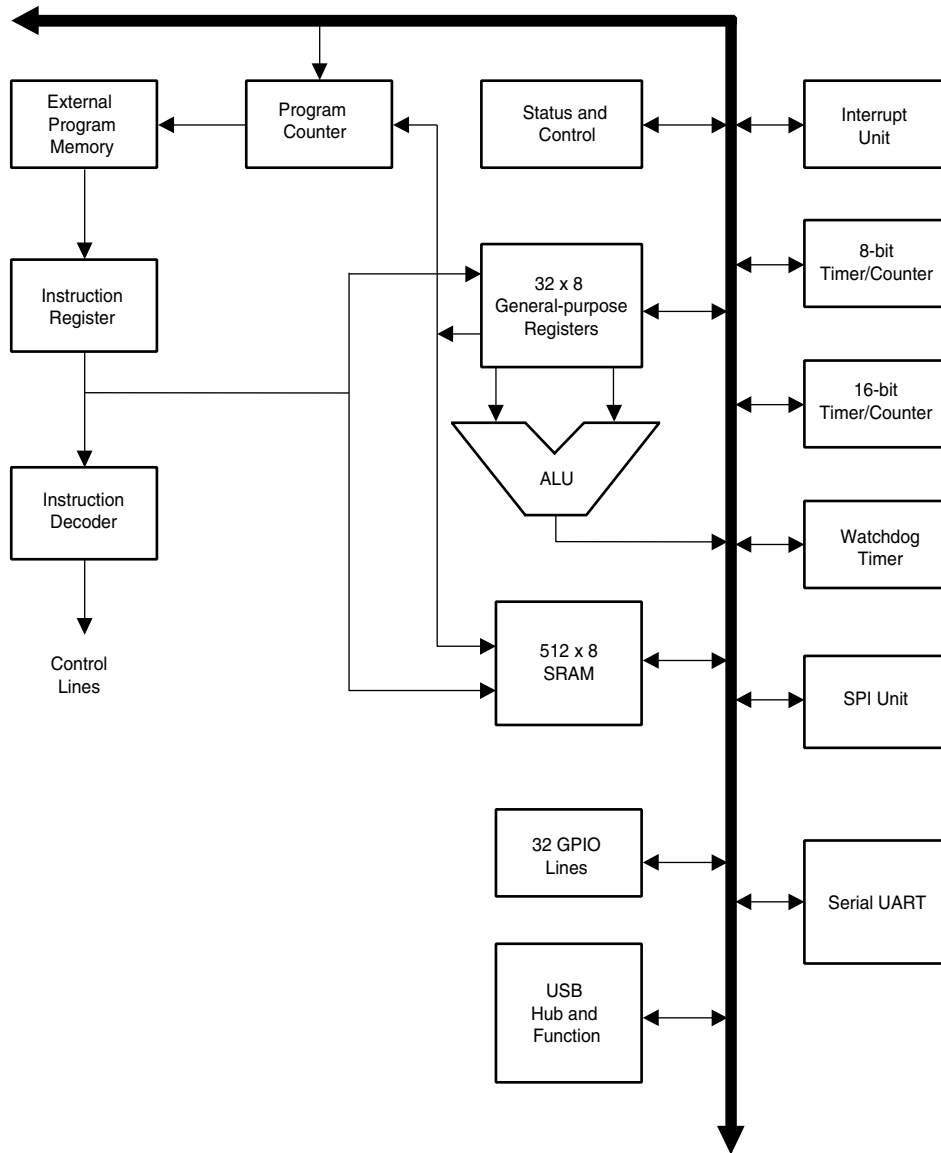 External
Program
Memory
Program
Counter
Status and
Control
Interrupt
Unit
Instruction
Register
32 x 8
General-purpose
Registers
8-bit
Timer/Counter
16-bit
Timer/Counter
Instruction
Decoder
ALU
Watchdog
Timer
Control
Lines
512 x 8
SRAM
SPI Unit
32 GPIO
Lines
Serial UART
USB
Hub and
Function